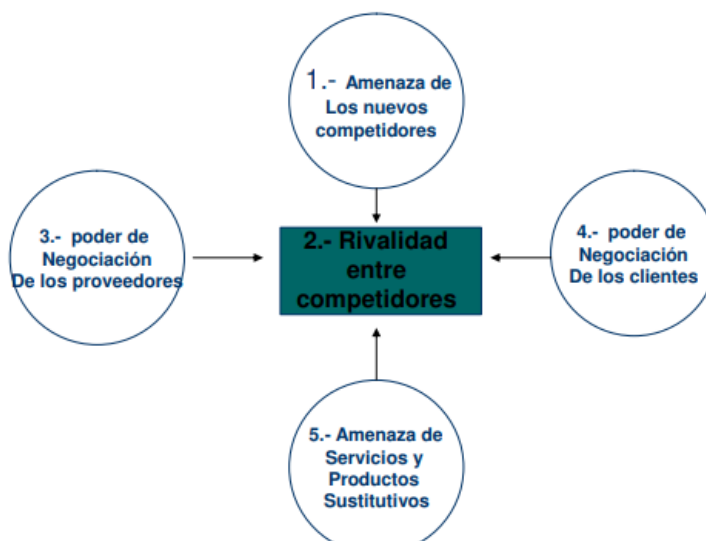 1.- Amenaza de
Los nuevos
competidores
3.- poder de
Negociación
De los proveedores
2.- Rivalidad
entre
competidores
4.- poder de
Negociación
De los clientes
5.- Amenaza de
Servicios y
Productos
Sustitutivos